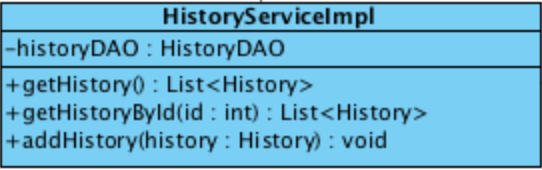 HistoryServiceImpl
-historyDAO : HistoryDAO
+getHistory() : List<History>
+getHistoryById(id : int) : List<History>
+addHistory(history : History) : void